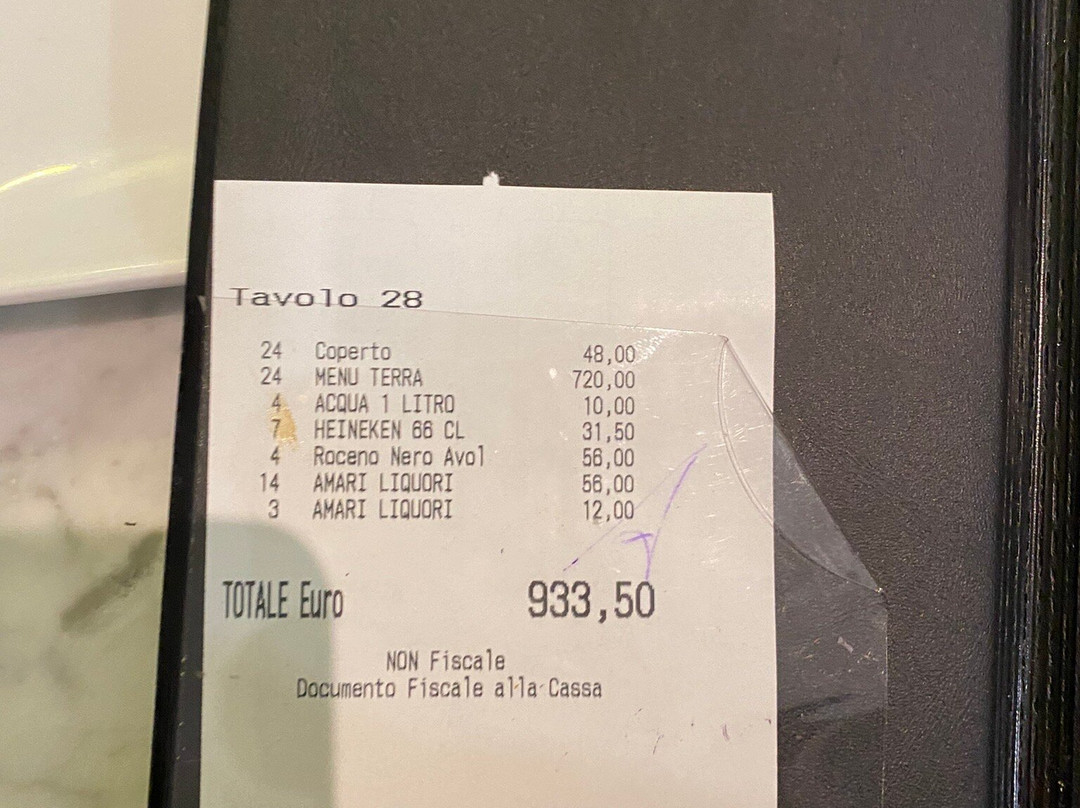 Tavolo 28
24 Coperto 48,00
24 MENU TERRA 720,00
4 ACQUA 1 LITRO 10,00
7 HEINEKEN 66 CL 31,50
4 Roceno Nero Avol 56,00
14 AMARI LIQUORI 56,00
3 AMARI LIQUORI 12,00
TOTALE Euro 933,50
NON Fiscale
Documento Fiscale alla Cassa